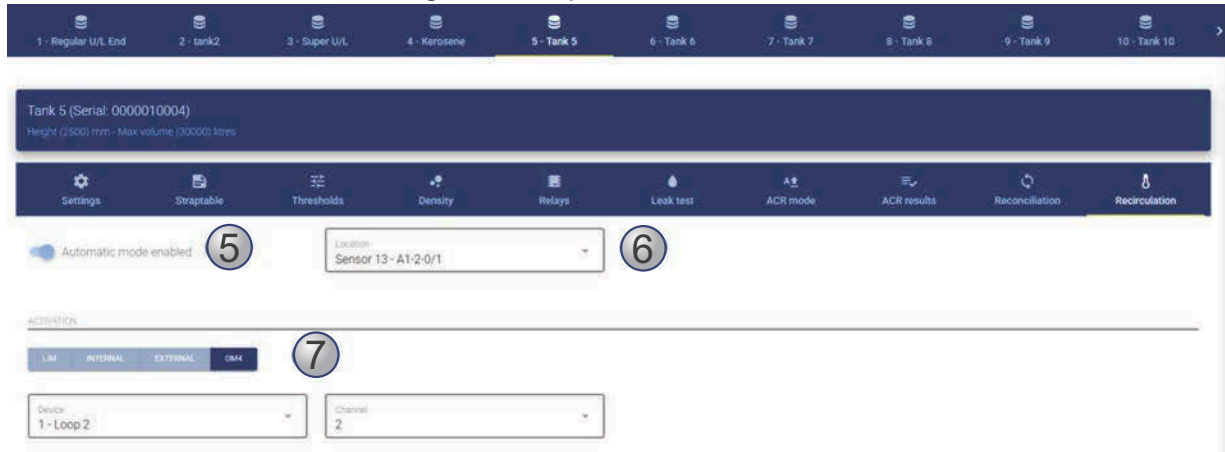 1 - Regular U/L End 2 - tank2 3 - Super U/L 4 - Kerosene 5 - Tank 5 6 - Tank 6 7 - Tank 7 8 - Tank 8 9 - Tank 9 10 - Tank 10
Tank 5 (Serial: 0000010004)
Height (2500) mm - Max volume (30000) litres
Settings Straptable Thresholds Density Relays Leak test ACR mode ACR results Reconciliation Recirculation
Automatic mode enabled 5 Location
Sensor 13 - A1-2-0/1 6
ACTIVATION
LIM INTERNAL EXTERNAL OM4 7
Device Channel
1 - Loop 2 2